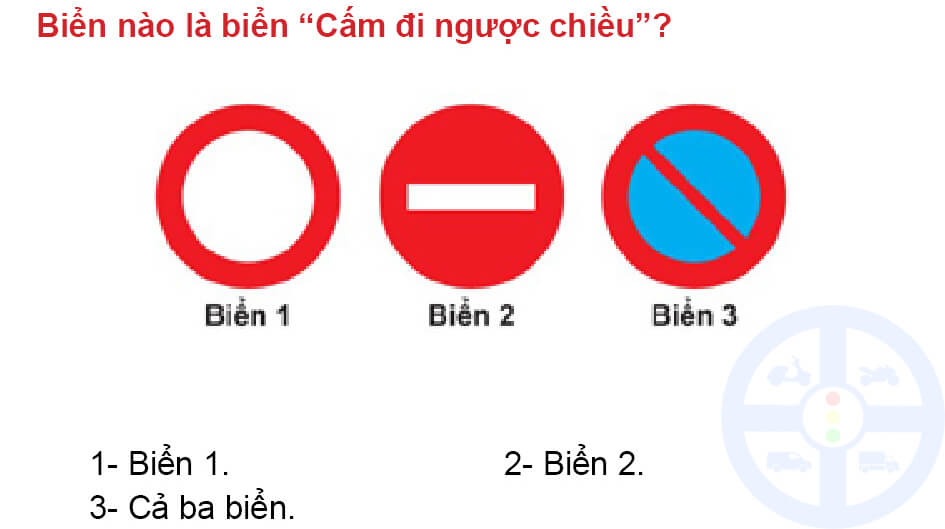 Biển nào là biển “Cấm đi ngược chiều”?
Biển 1 Biển 2 Biển 3
1- Biển 1. 2- Biển 2.
3- Cả ba biển.